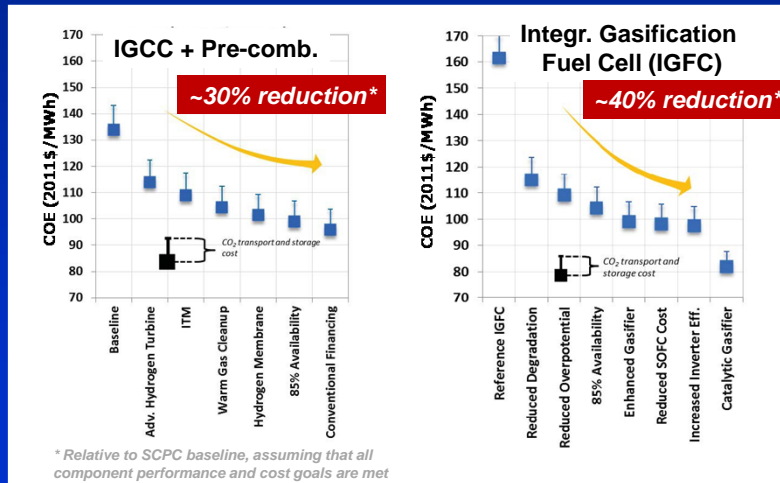 IGCC + Pre-comb.
~30% reduction*
COE (2011$/MWh)
170
160
150
140
130
120
110
100
90
80
70
CO2 transport and storage
cost
Baseline
Adv. Hydrogen Turbine
ITM
Warm Gas Cleanup
Hydrogen Membrane
85% Availability
Conventional Financing
* Relative to SCPC baseline, assuming that all
component performance and cost goals are met
Integr. Gasification
Fuel Cell (IGFC)
~40% reduction*
COE (2011$/MWh)
170
160
150
140
130
120
110
100
90
80
70
CO2 transport and
storage cost
Reference IGFC
Reduced Degradation
Reduced Overpotential
85% Availability
Enhanced Gasifier
Reduced SOFC Cost
Increased Inverter Eff.
Catalytic Gasifier